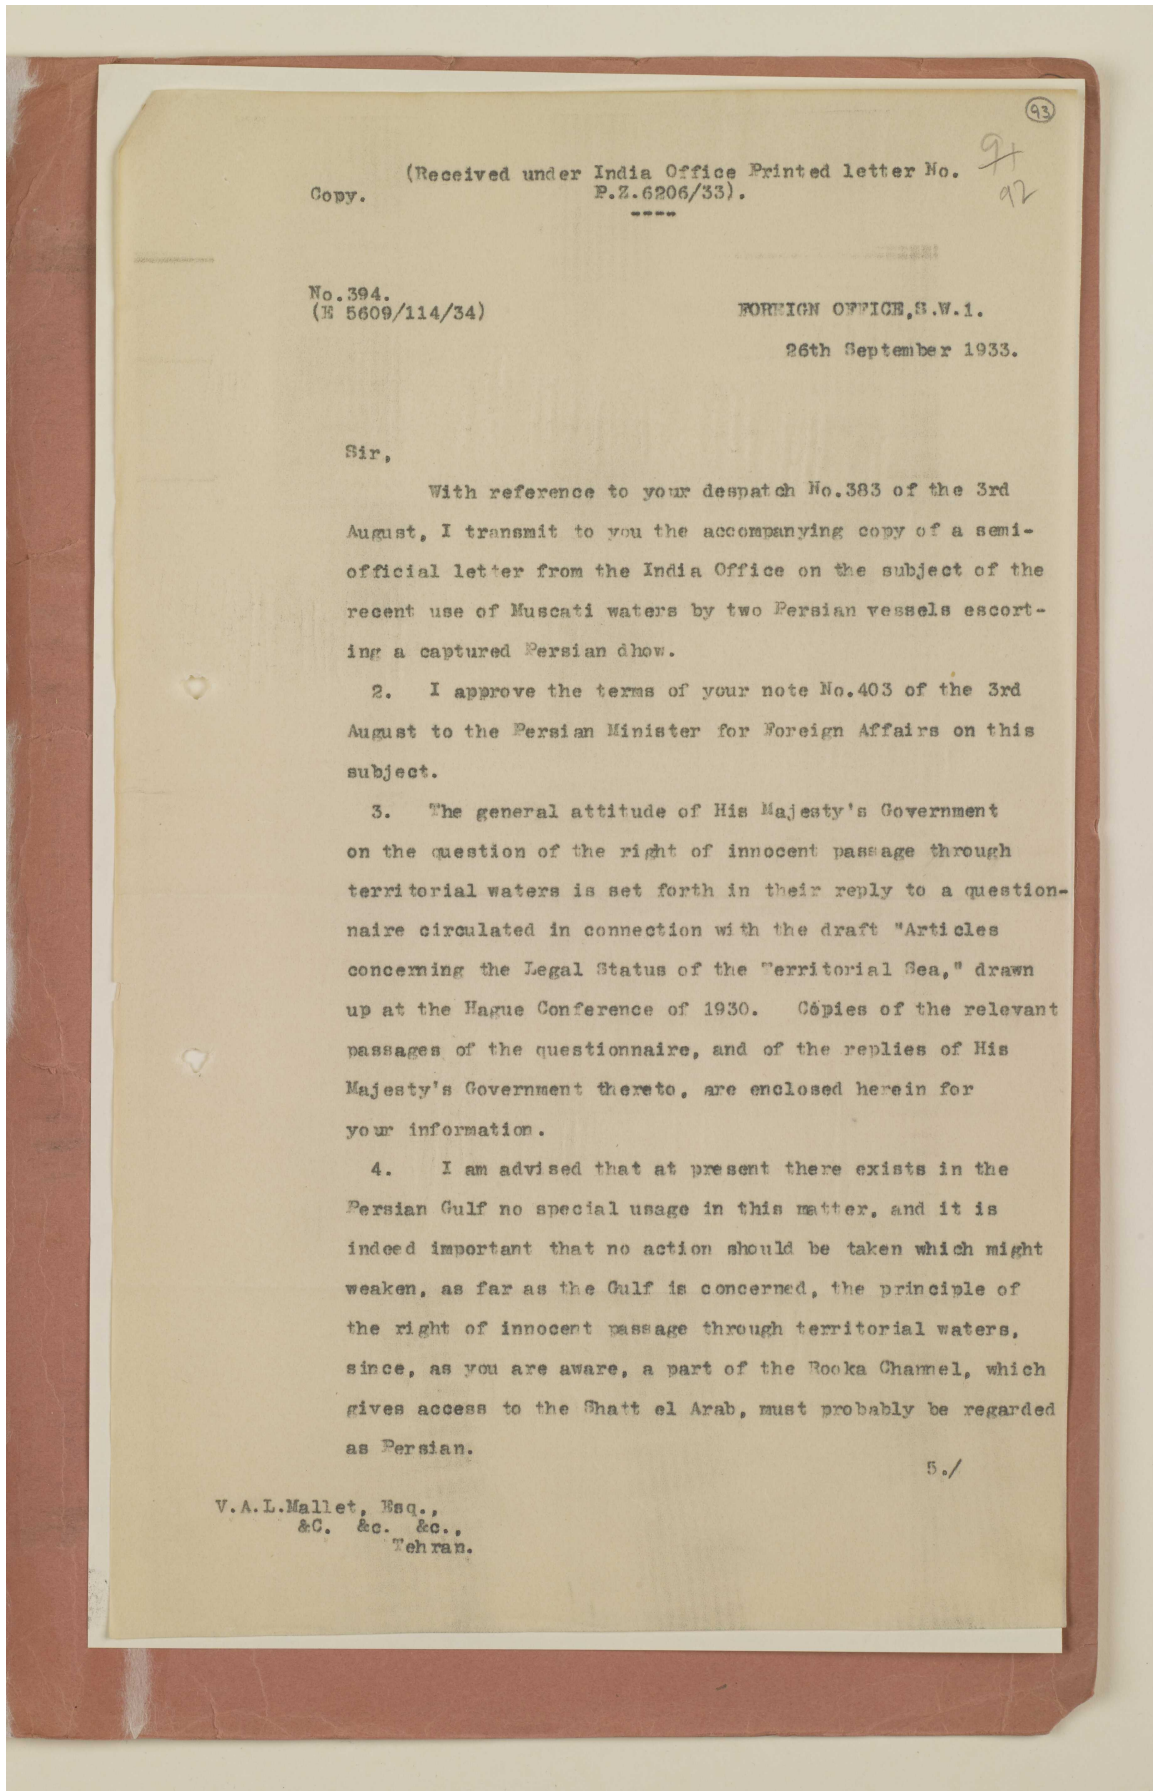 93
91
92
(Received under India Office Printed letter No.
Copy. P.Z.6206/33).
----
No.394.
(E 5609/114/34)
FOREIGN OFFICE,S.W.1.
26th September 1933.
Sir,
With reference to your despatch No.383 of the 3rd
August, I transmit to you the accompanying copy of a semi-
official letter from the India Office on the subject of the
recent use of Muscati waters by two Persian vessels escort-
ing a captured Persian dhow.
2. I approve the terms of your note No.403 of the 3rd
August to the Persian Minister for Foreign Affairs on this
subject.
3. The general attitude of His Majesty's Government
on the question of the right of innocent passage through
territorial waters is set forth in their reply to a question-
naire circulated in connection with the draft "Articles
concerning the Legal Status of the Territorial Sea," drawn
up at the Hague Conference of 1930. Copies of the relevant
passages of the questionnaire, and of the replies of His
Majesty's Government thereto, are enclosed herein for
your information.
4. I am advised that at present there exists in the
Persian Gulf no special usage in this matter, and it is
indeed important that no action should be taken which might
weaken, as far as the Gulf is concerned, the principle of
the right of innocent passage through territorial waters,
since, as you are aware, a part of the Rooka Channel, which
gives access to the Shatt el Arab, must probably be regarded
as Persian.
5./
V.A.L.Mallet, Esq.,
&C. &c. &c.,
Tehran.